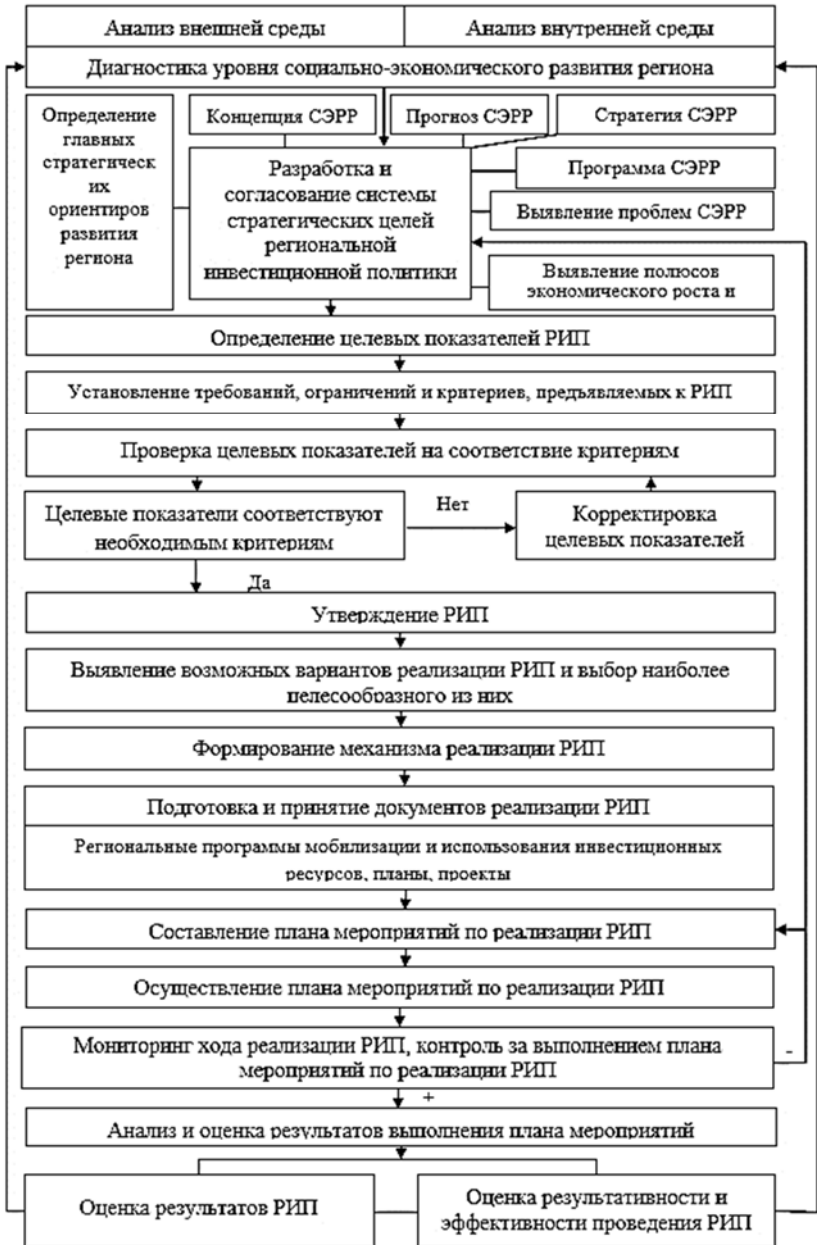 Анализ внешней среды
Анализ внутренней среды
Диагностика уровня социально-экономического развития региона
Определение
главных
стратегическ
их
ориентиров
развития
региона
Концепция СЭРР
Прогноз СЭРР
Стратегия СЭРР
Разработка и
согласование системы
стратегических целей
региональной
инвестиционной политики
Программа СЭРР
Выявление проблем СЭРР
Выявление полюсов
экономического роста и
Определение целевых показателей РИП
Установление требований, ограничений и критериев, предъявляемых к РИП
Проверка целевых показателей на соответствие критериям
Целевые показатели соответствуют
необходимым критериям
Нет
Корректировка
целевых показателей
Да
Утверждение РИП
Выявление возможных вариантов реализации РИП и выбор наиболее
целесообразного из них
Формирование механизма реализации РИП
Подготовка и принятие документов реализации РИП
Региональные программы мобилизации и использования инвестиционных
ресурсов, планы, проекты
Составление плана мероприятий по реализации РИП
Осуществление плана мероприятий по реализации РИП
Мониторинг хода реализации РИП, контроль за выполнением плана
мероприятий по реализации РИП
-
+
Анализ и оценка результатов выполнения плана мероприятий
Оценка результатов РИП
Оценка результативности и
эффективности проведения РИП